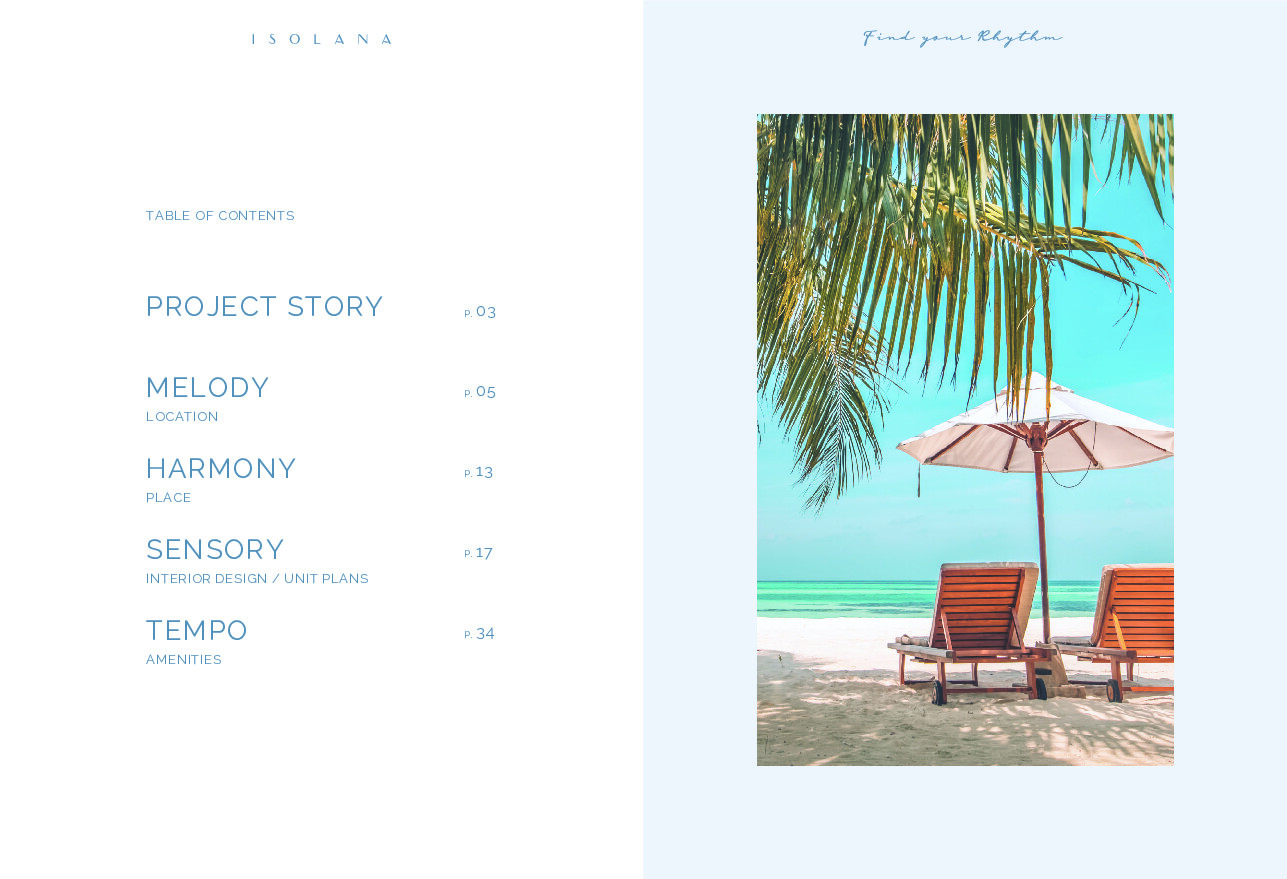 ISOLANA
Find your Rhythm
TABLE OF CONTENTS
PROJECT STORY P. 03
MELODY P. 05
LOCATION
HARMONY P. 13
PLACE
SENSORY P. 17
INTERIOR DESIGN / UNIT PLANS
TEMPO P. 34
AMENITIES